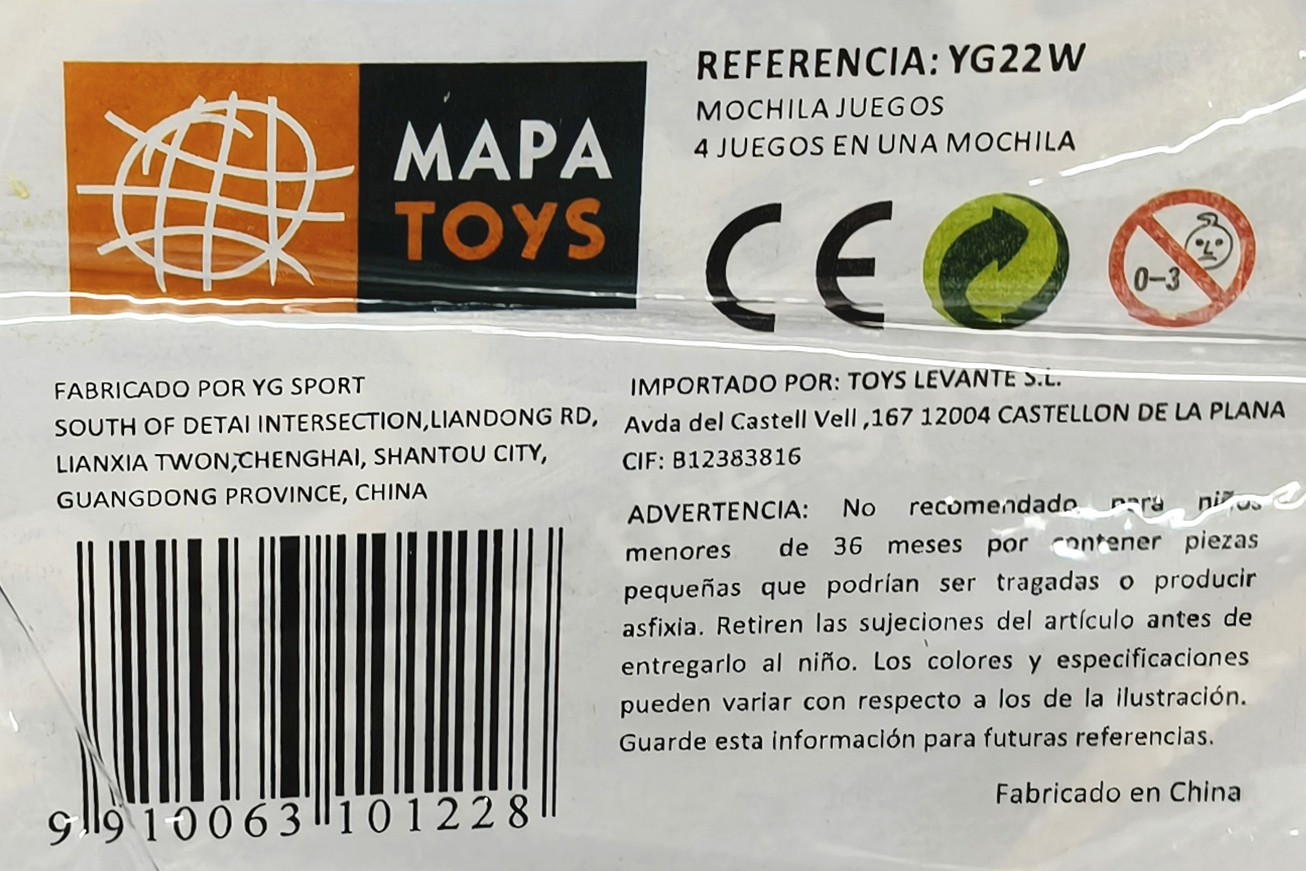 MAPA
TOYS
REFERENCIA: YG22W
MOCHILA JUEGOS
4 JUEGOS EN UNA MOCHILA
CE
0-3
FABRICADO POR YG SPORT
SOUTH OF DETAI INTERSECTION,LIANDONG RD,
LIANXIA TWON,CHENGHAI, SHANTOU CITY,
GUANGDONG PROVINCE, CHINA
IMPORTADO POR: TOYS LEVANTE S.L.
Avda del Castell Vell ,167 12004 CASTELLON DE LA PLANA
CIF: B12383816
ADVERTENCIA: No recomendado para niños
menores de 36 meses por contener piezas
pequeñas que podrían ser tragadas o producir
asfixia. Retiren las sujeciones del artículo antes de
entregarlo al niño. Los colores y especificaciones
pueden variar con respecto a los de la ilustración.
Guarde esta información para futuras referencias.
Fabricado en China
9 910063 101228